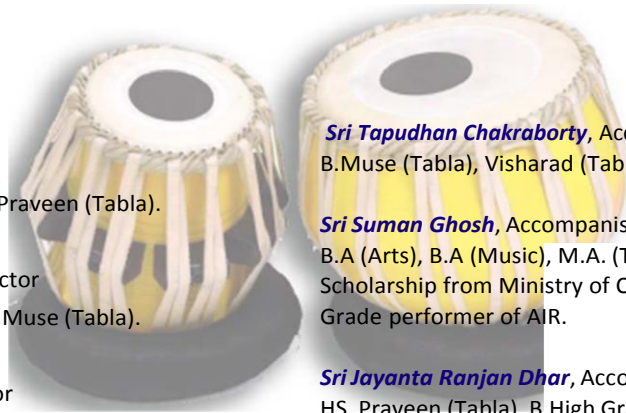 Praveen (Tabla).
ctor
Muse (Tabla).
or
Sri Tapudhan Chakraborty, Acc
B.Muse (Tabla), Visharad (Tab
Sri Suman Ghosh, Accompanis
B.A (Arts), B.A (Music), M.A. (T
Scholarship from Ministry of C
Grade performer of AIR.
Sri Jayanta Ranjan Dhar, Acco
HS, Praveen (Tabla), B High Gr